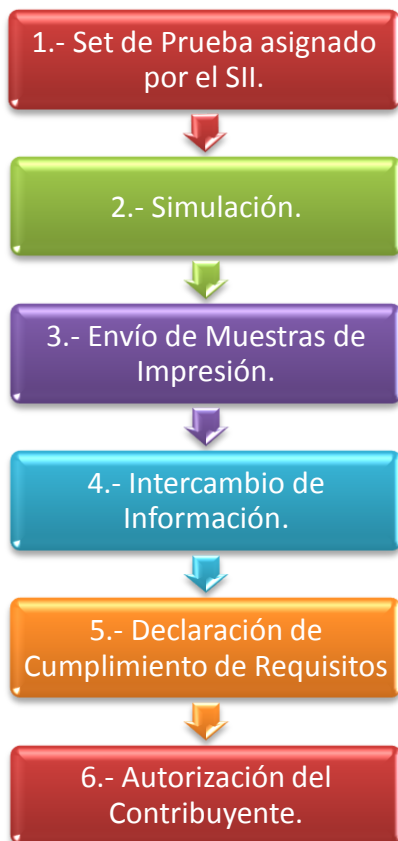 1.- Set de Prueba asignado
por el SII.
2.- Simulación.
3.- Envío de Muestras de
Impresión.
4.- Intercambio de
Información.
5.- Declaración de
Cumplimiento de Requisitos
6.- Autorización del
Contribuyente.